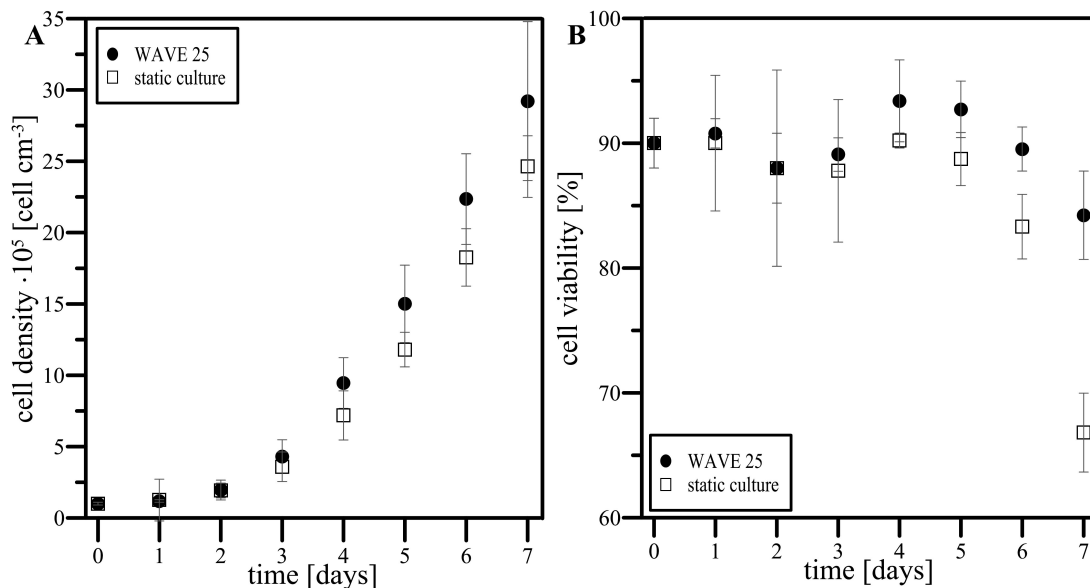 A
WAVE 25
static culture
cell density ·10⁵ [cell cm⁻³]
35
30
25
20
15
10
5
0
0 1 2 3 4 5 6 7
time [days]
B
WAVE 25
static culture
cell viability [%]
100
90
80
70
60
0 1 2 3 4 5 6 7
time [days]